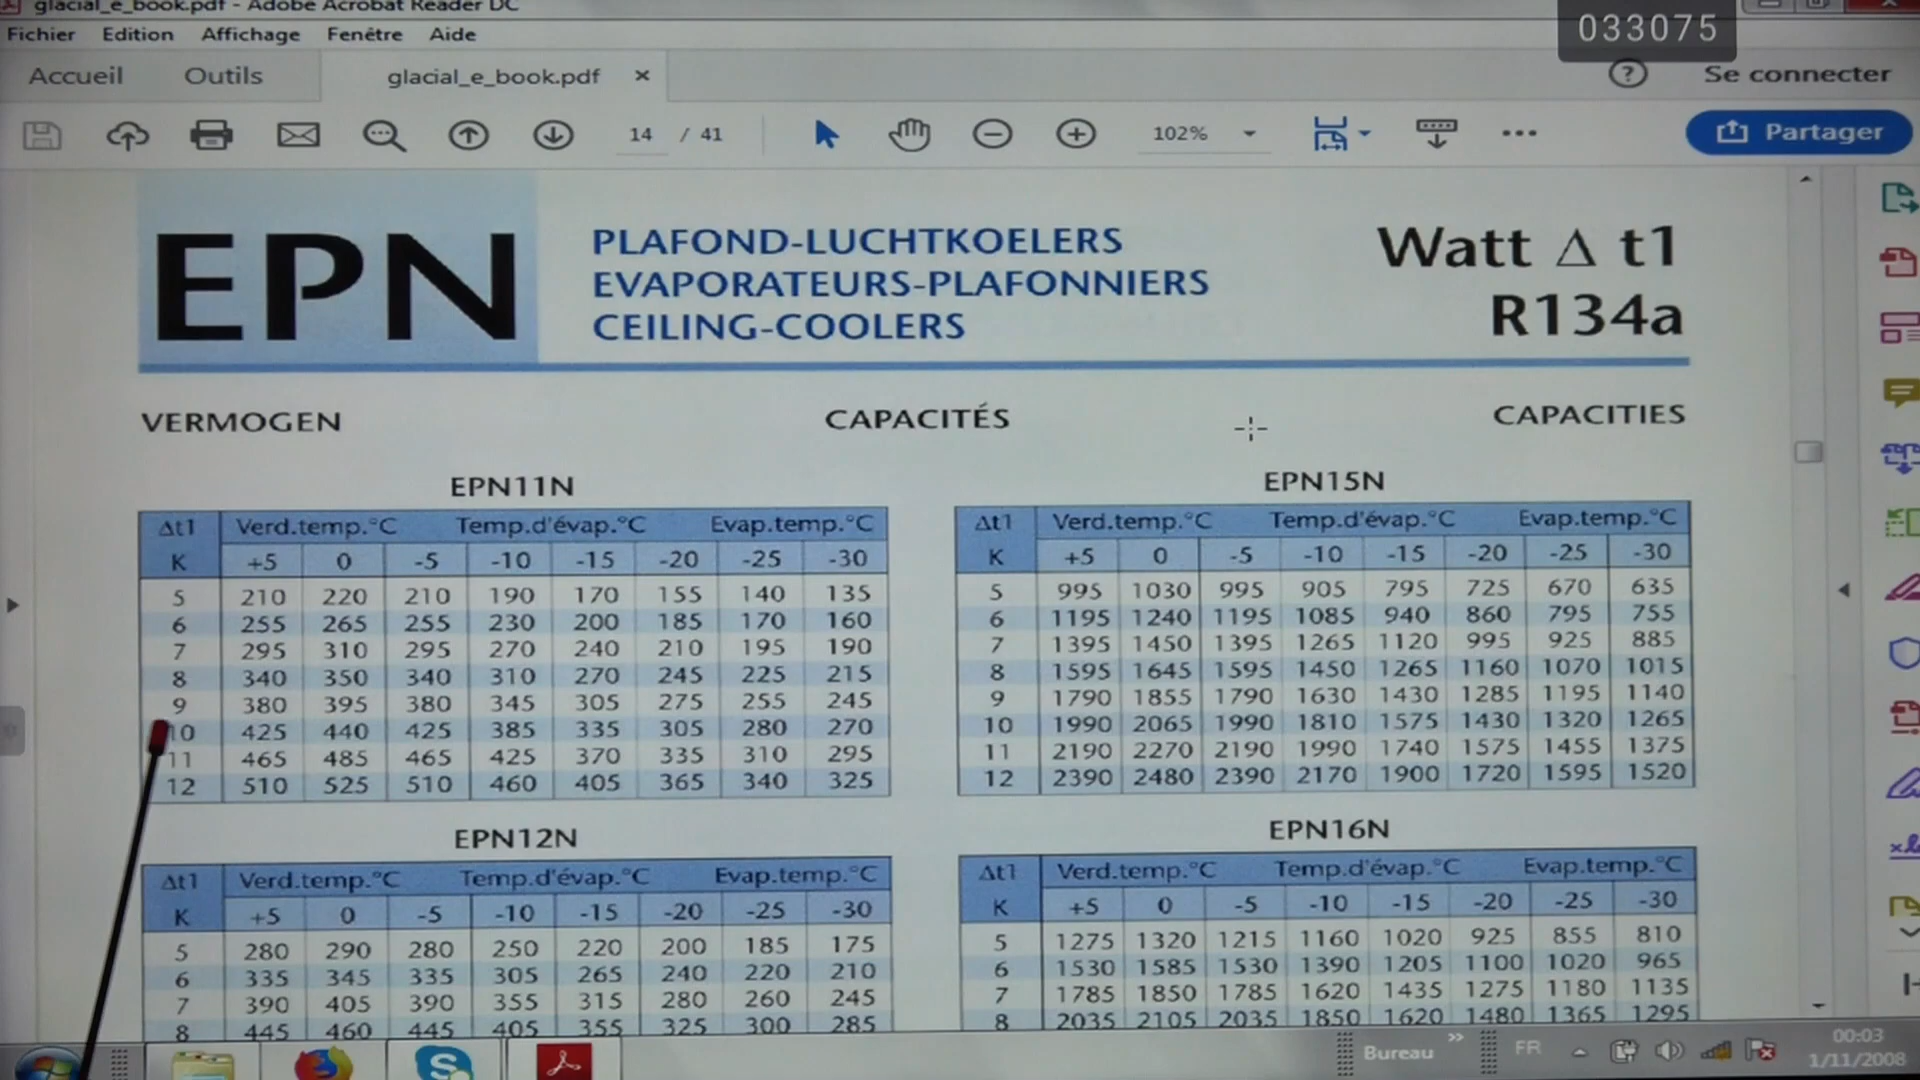 glacial_e_book.pdf - Adobe Acrobat Reader DC
033075
Fichier Edition Affichage Fenêtre Aide
Accueil Outils glacial_e_book.pdf × ? Se connecter
14 / 41 102% Partager
EPN
PLAFOND-LUCHTKOELERS
EVAPORATEURS-PLAFONNIERS
CEILING-COOLERS
Watt Δ t1
R134a
VERMOGEN CAPACITÉS CAPACITIES
EPN11N
Δt1 Verd.temp.°C Temp.d'évap.°C Evap.temp.°C
K +5 0 -5 -10 -15 -20 -25 -30
5 210 220 210 190 170 155 140 135
6 255 265 255 230 200 185 170 160
7 295 310 295 270 240 210 195 190
8 340 350 340 310 270 245 225 215
9 380 395 380 345 305 275 255 245
10 425 440 425 385 335 305 280 270
11 465 485 465 425 370 335 310 295
12 510 525 510 460 405 365 340 325
EPN15N
Δt1 Verd.temp.°C Temp.d'évap.°C Evap.temp.°C
K +5 0 -5 -10 -15 -20 -25 -30
5 995 1030 995 905 795 725 670 635
6 1195 1240 1195 1085 940 860 795 755
7 1395 1450 1395 1265 1120 995 925 885
8 1595 1645 1595 1450 1265 1160 1070 1015
9 1790 1855 1790 1630 1430 1285 1195 1140
10 1990 2065 1990 1810 1575 1430 1320 1265
11 2190 2270 2190 1990 1740 1575 1455 1375
12 2390 2480 2390 2170 1900 1720 1595 1520
EPN12N
Δt1 Verd.temp.°C Temp.d'évap.°C Evap.temp.°C
K +5 0 -5 -10 -15 -20 -25 -30
5 280 290 280 250 220 200 185 175
6 335 345 335 305 265 240 220 210
7 390 405 390 355 315 280 260 245
8 445 460 445 405 355 325 300 285
EPN16N
Δt1 Verd.temp.°C Temp.d'évap.°C Evap.temp.°C
K +5 0 -5 -10 -15 -20 -25 -30
5 1275 1320 1215 1160 1020 925 855 810
6 1530 1585 1530 1390 1205 1100 1020 965
7 1785 1850 1785 1620 1435 1275 1180 1135
8 2035 2105 2035 1850 1620 1480 1365 1295
Bureau » FR 00:03
1/11/2008